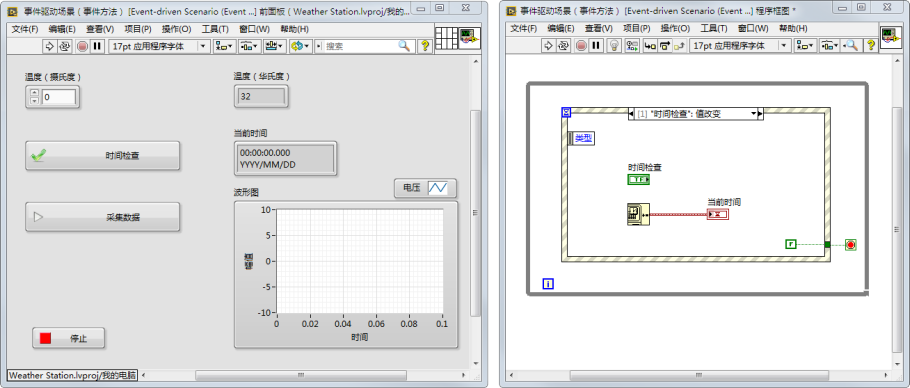 事件驱动场景（事件方法） [Event-driven Scenario (Event ...] 前面板 ( Weather Station.lvproj/我的...
文件(F) 编辑(E) 查看(V) 项目(P) 操作(O) 工具(T) 窗口(W) 帮助(H)
17pt 应用程序字体 搜索
温度（摄氏度）
0
温度（华氏度）
32
时间检查
当前时间
00:00:00.000
YYYY/MM/DD
采集数据
波形图
电压
幅值
10
5
0
-5
-10
0 0.02 0.04 0.06 0.08 0.1
时间
停止
Weather Station.lvproj/我的电脑
事件驱动场景（事件方法） [Event-driven Scenario (Event ...] 程序框图 *
文件(F) 编辑(E) 查看(V) 项目(P) 操作(O) 工具(T) 窗口(W) 帮助(H)
17pt 应用程序字体
[1] "时间检查": 值改变
类型
时间检查
TF
当前时间
F
i